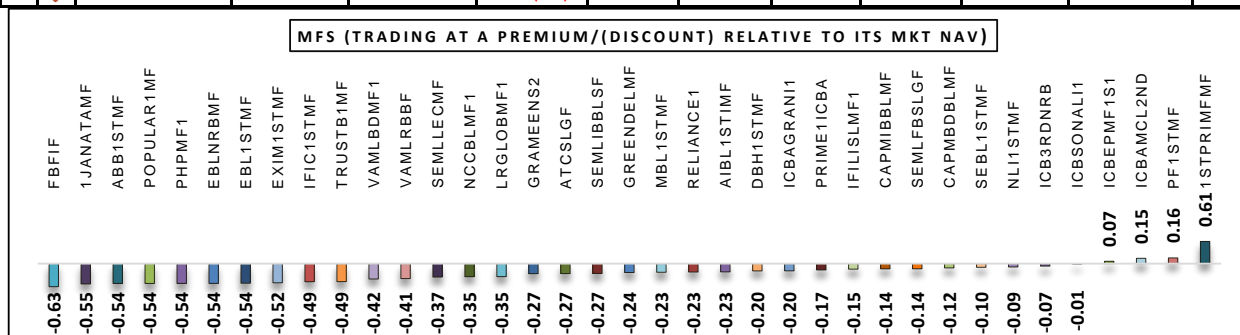 MFS (TRADING AT A PREMIUM/(DISCOUNT) RELATIVE TO ITS MKT NAV)
FBFIF
1JANATAMF
ABB1STMF
POPULAR1MF
PHPMF1
EBLNRBMF
EBL1STMF
EXIM1STMF
IFIC1STMF
TRUSTB1MF
VAMLBDMF1
VAMLRBBF
SEMLLECMF
NCCBLMF1
LRGLOBMF1
GRAMEENS2
ATCSLGF
SEMLIBBLSF
GREENDELMF
MBL1STMF
RELIANCE1
AIBL1STIMF
DBH1STMF
ICBAGRANI1
PRIME1ICBA
IFILISLMF1
CAPMIBBLMF
SEMLFBSLGF
CAPMBDBLMF
SEBL1STMF
NLI1STMF
ICB3RDNRB
ICBSONALI1
ICBEPMF1S1
ICBAMCL2ND
PF1STMF
1STPRIMFMF
-0.63
-0.55
-0.54
-0.54
-0.54
-0.54
-0.54
-0.52
-0.49
-0.49
-0.42
-0.41
-0.37
-0.35
-0.35
-0.27
-0.27
-0.27
-0.24
-0.23
-0.23
-0.23
-0.20
-0.20
-0.17
-0.15
-0.14
-0.14
-0.12
-0.10
-0.09
-0.07
-0.01
0.07
0.15
0.16
0.61